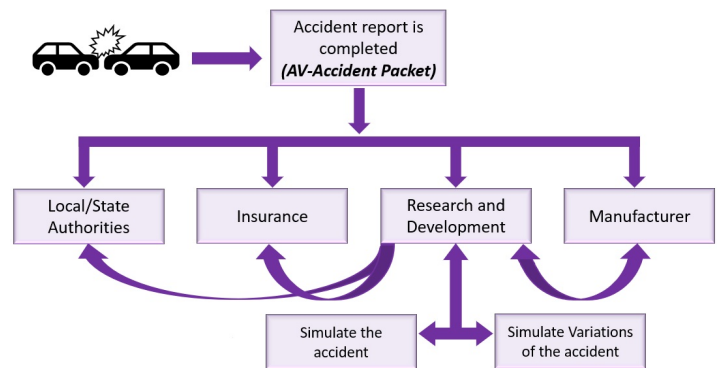 Accident report is
completed
(AV-Accident Packet)
Local/State
Authorities
Insurance
Research and
Development
Manufacturer
Simulate the
accident
Simulate Variations
of the accident